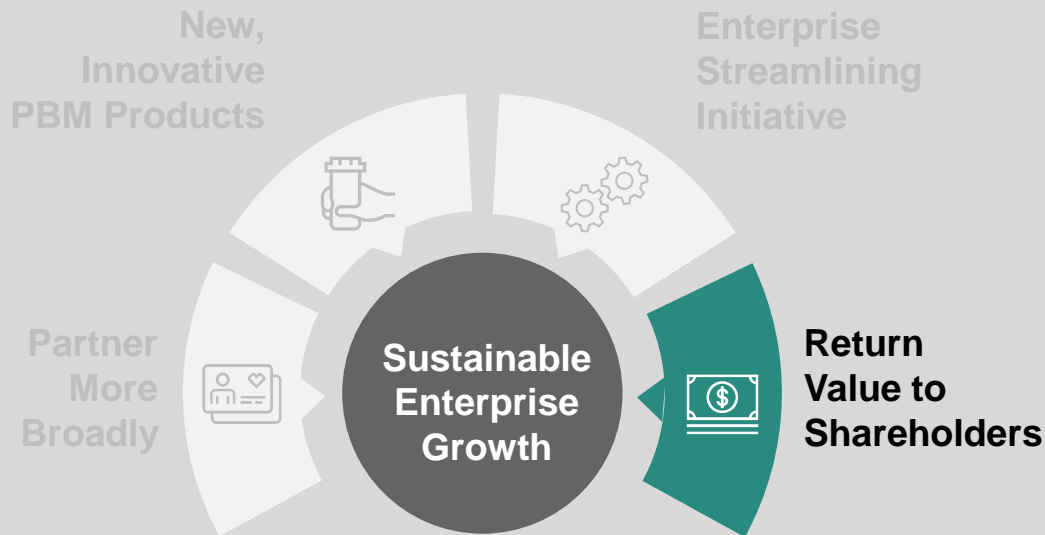 New,
Innovative
PBM Products
Enterprise
Streamlining
Initiative
Partner
More
Broadly
Sustainable
Enterprise
Growth
$
Return
Value to
Shareholders